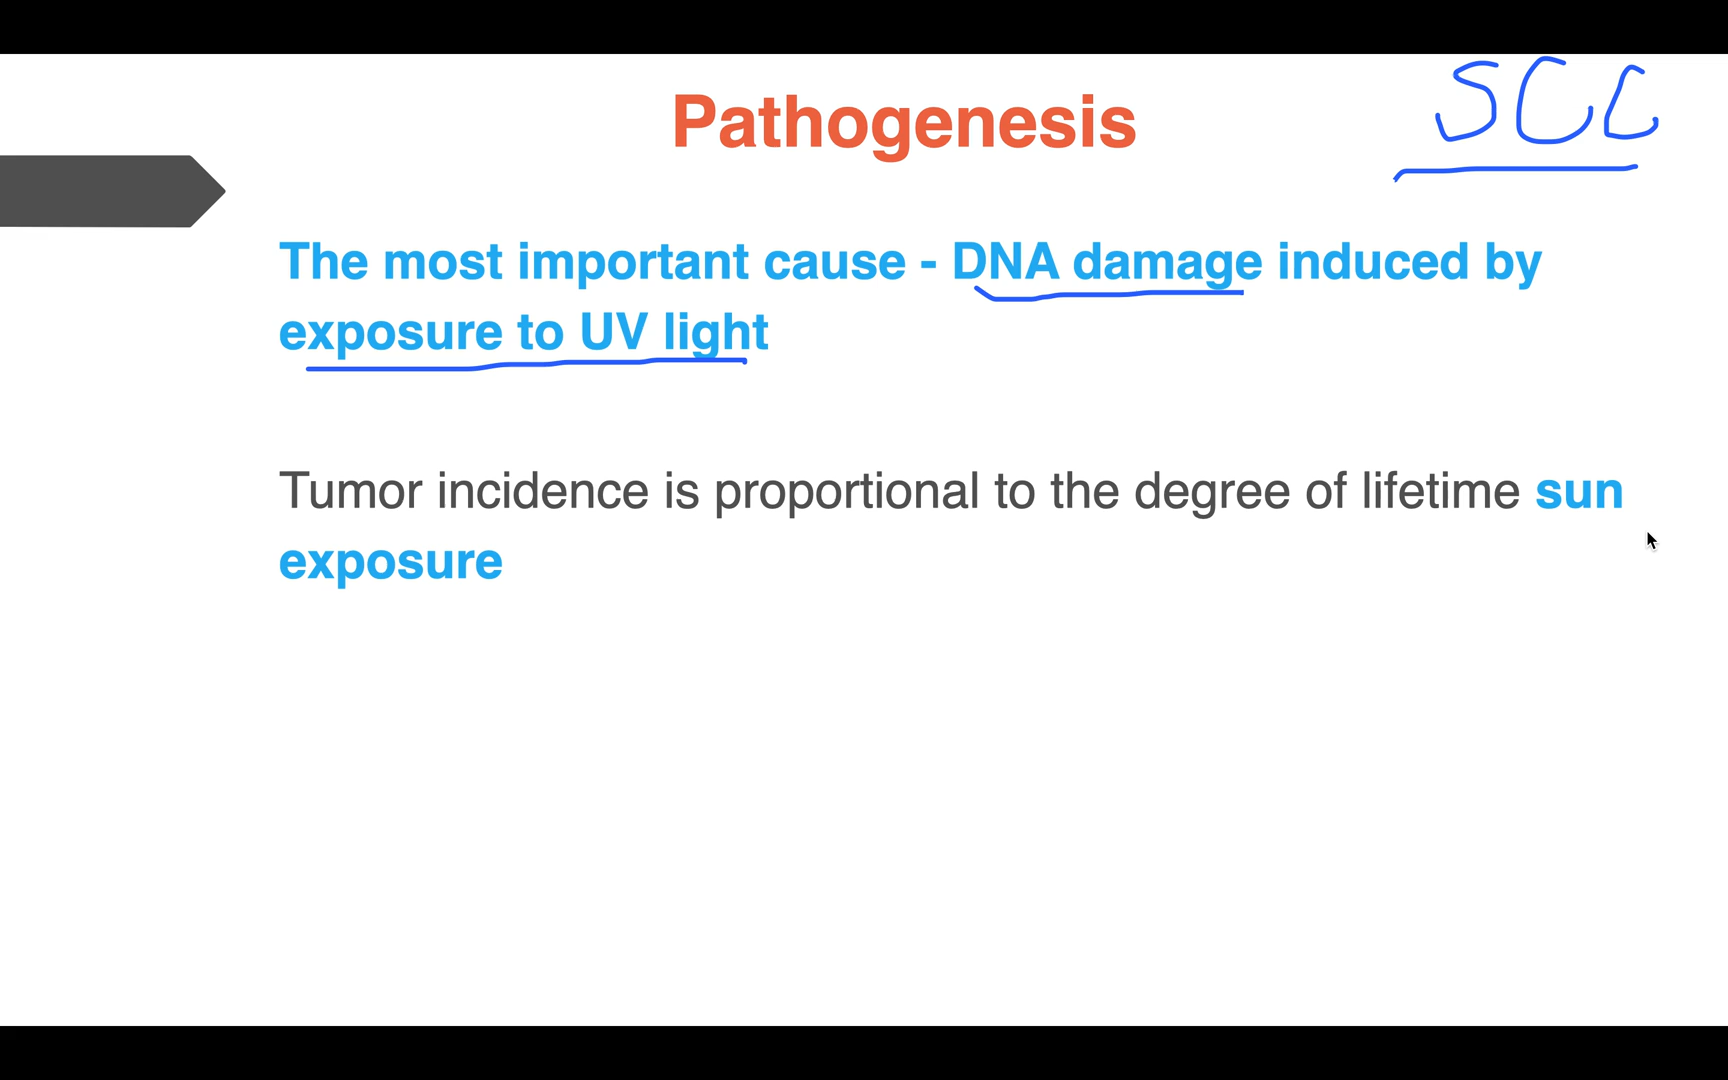 Pathogenesis
SCC
The most important cause - DNA damage induced by
exposure to UV light
Tumor incidence is proportional to the degree of lifetime sun
exposure